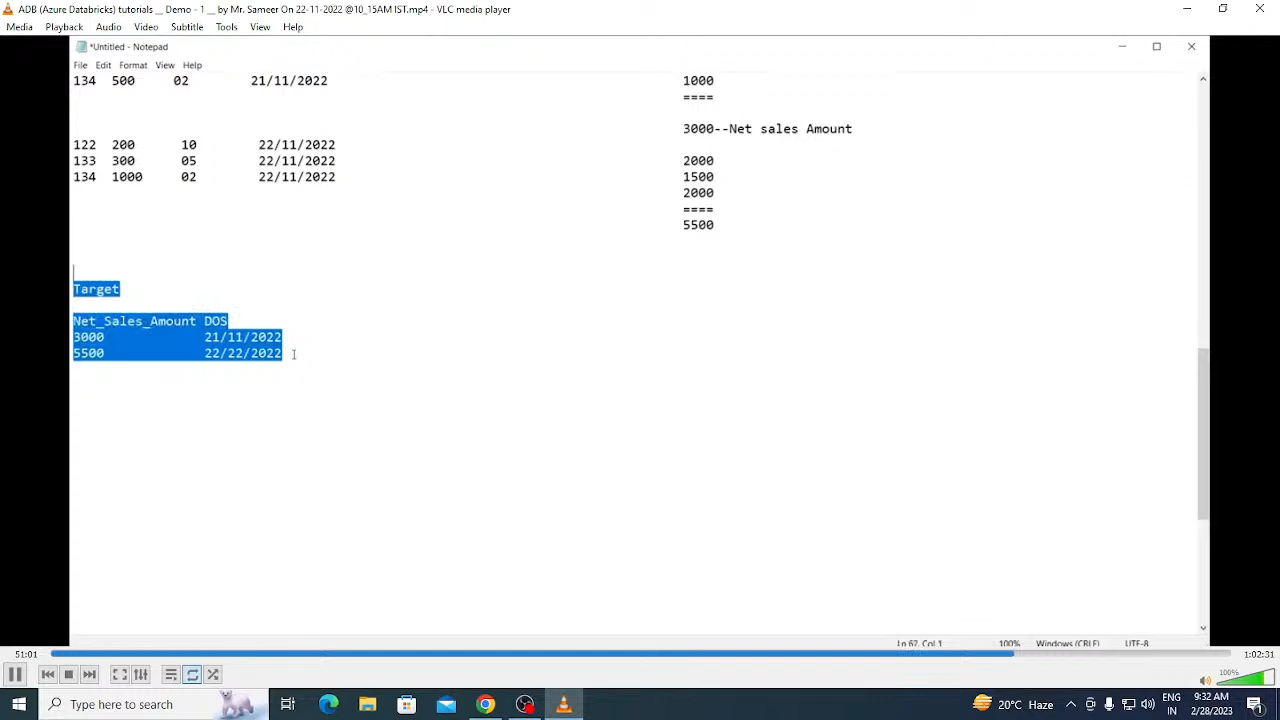 ADB (Azure Databricks) tutorials __ Demo - 1 __ by Mr. Sameer On 22-11-2022 @10_15AM IST.mp4 - VLC media player
Media Playback Audio Video Subtitle Tools View Help
*Untitled - Notepad
File Edit Format View Help
134 500 02 21/11/2022 1000
====
3000--Net sales Amount
122 200 10 22/11/2022
133 300 05 22/11/2022 2000
134 1000 02 22/11/2022 1500
2000
====
5500
Target
Net_Sales_Amount DOS
3000 21/11/2022
5500 22/22/2022
Ln 67, Col 1 100% Windows (CRLF) UTF-8
51:01 1:02:31
100%
Type here to search 20°C Haze ENG 9:32 AM
IN 2/28/2023